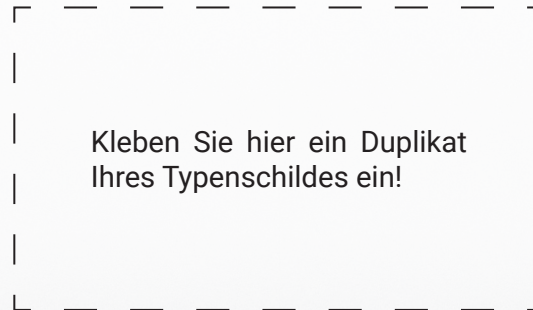 Kleben Sie hier ein Duplikat
Ihres Typenschildes ein!